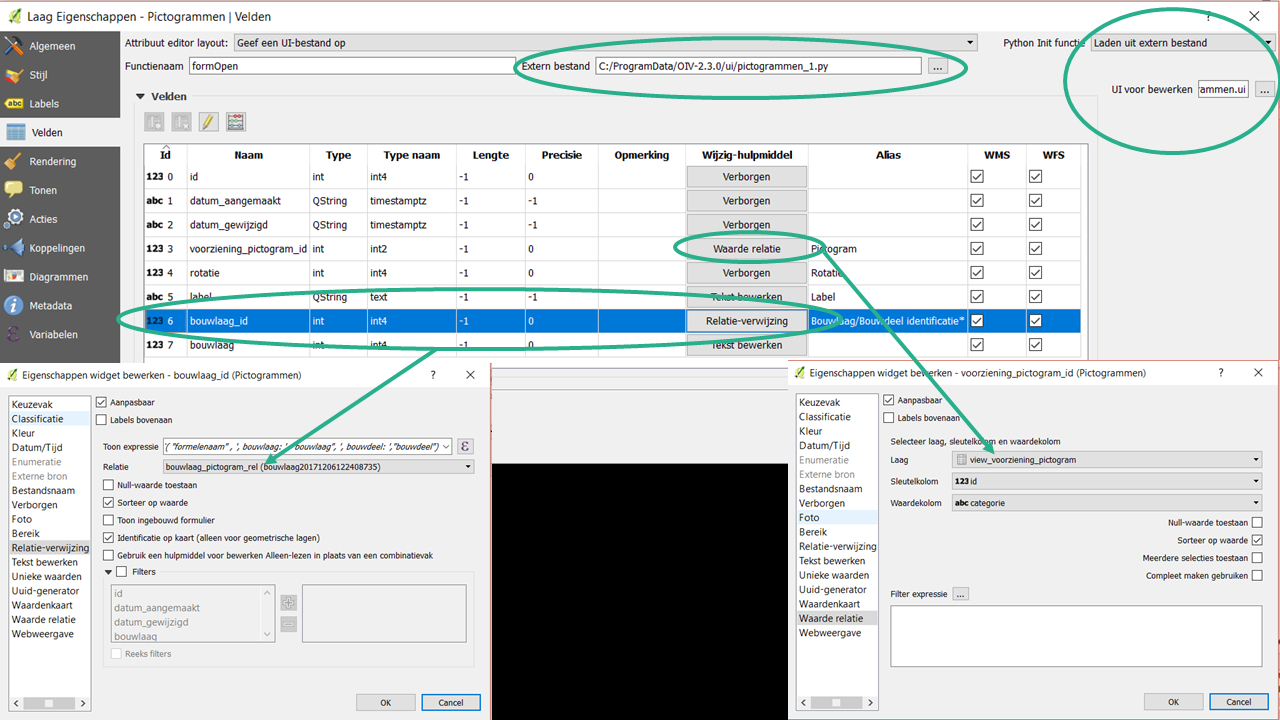 Laag Eigenschappen - Pictogrammen | Velden
?
Algemeen
Stijl
abc Labels
Velden
Rendering
Tonen
Acties
Koppelingen
Diagrammen
Metadata
Variabelen
Attribuut editor layout: Geef een UI-bestand op
Python Init functie Laden uit extern bestand
Functienaam formOpen
Extern bestand C:/ProgramData/OIV-2.3.0/ui/pictogrammen_1.py ...
UI voor bewerken rammen.ui ...
Velden
Id Naam Type Type naam Lengte Precisie Opmerking Wijzig-hulpmiddel Alias WMS WFS
123 0 id int int4 -1 0 Verborgen
abc 1 datum_aangemaakt QString timestamptz -1 -1 Verborgen
abc 2 datum_gewijzigd QString timestamptz -1 -1 Verborgen
123 3 voorziening_pictogram_id int int2 -1 0 Waarde relatie Pictogram
123 4 rotatie int int4 -1 0 Verborgen Rotatie
abc 5 label QString text -1 -1 Tekst bewerken Label
123 6 bouwlaag_id int int4 -1 0 Relatie-verwijzing Bouwlaag/Bouwdeel identificatie*
123 7 bouwlaag int int4 -1 0 Tekst bewerken
Eigenschappen widget bewerken - bouwlaag_id (Pictogrammen) ?
Keuzevak
Classificatie
Kleur
Datum/Tijd
Enumeratie
Externe bron
Bestandsnaam
Verborgen
Foto
Bereik
Relatie-verwijzing
Tekst bewerken
Unieke waarden
Uuid-generator
Waardenkaart
Waarde relatie
Webweergave
Aanpasbaar
Labels bovenaan
Toon expressie '( "formelenaam" , ', bouwlaag: ', "bouwlaag", ', bouwdeel: ',"bouwdeel") ε
Relatie bouwlaag_pictogram_rel (bouwlaag20171206122408735)
Null-waarde toestaan
Sorteer op waarde
Toon ingebouwd formulier
Identificatie op kaart (alleen voor geometrische lagen)
Gebruik een hulpmiddel voor bewerken Alleen-lezen in plaats van een combinatievak
Filters
id
datum_aangemaakt
datum_gewijzigd
bouwlaag
Reeks filters
OK Cancel
Eigenschappen widget bewerken - voorziening_pictogram_id (Pictogrammen) ?
Keuzevak
Classificatie
Kleur
Datum/Tijd
Enumeratie
Externe bron
Bestandsnaam
Verborgen
Foto
Bereik
Relatie-verwijzing
Tekst bewerken
Unieke waarden
Uuid-generator
Waardenkaart
Waarde relatie
Webweergave
Aanpasbaar
Labels bovenaan
Selecteer laag, sleutelkolom en waardekolom
Laag view_voorziening_pictogram
Sleutelkolom 123 id
Waardekolom abc categorie
Null-waarde toestaan
Sorteer op waarde
Meerdere selecties toestaan
Compleet maken gebruiken
Filter expressie ...
OK Cancel